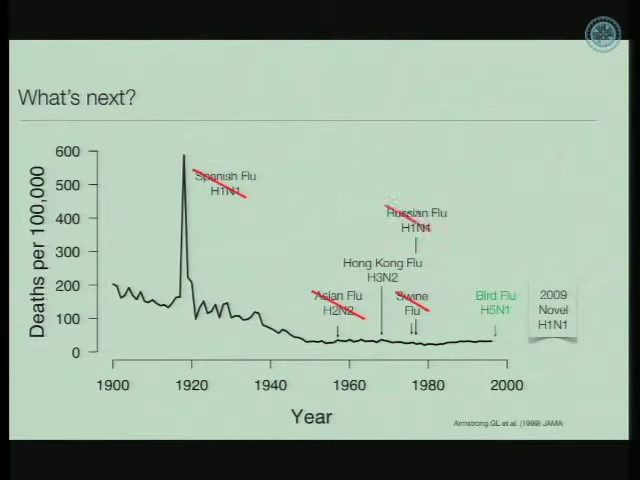 What's next?
600
500
400
300
200
100
0
Deaths per 100,000
Spanish Flu
H1N1
Russian Flu
H1N1
Hong Kong Flu
H3N2
Asian Flu
H2N2
Swine
Flu
Bird Flu
H5N1
2009
Novel
H1N1
1900
1920
1940
1960
1980
2000
Year
Armstrong GL et al. (1999) JAMA